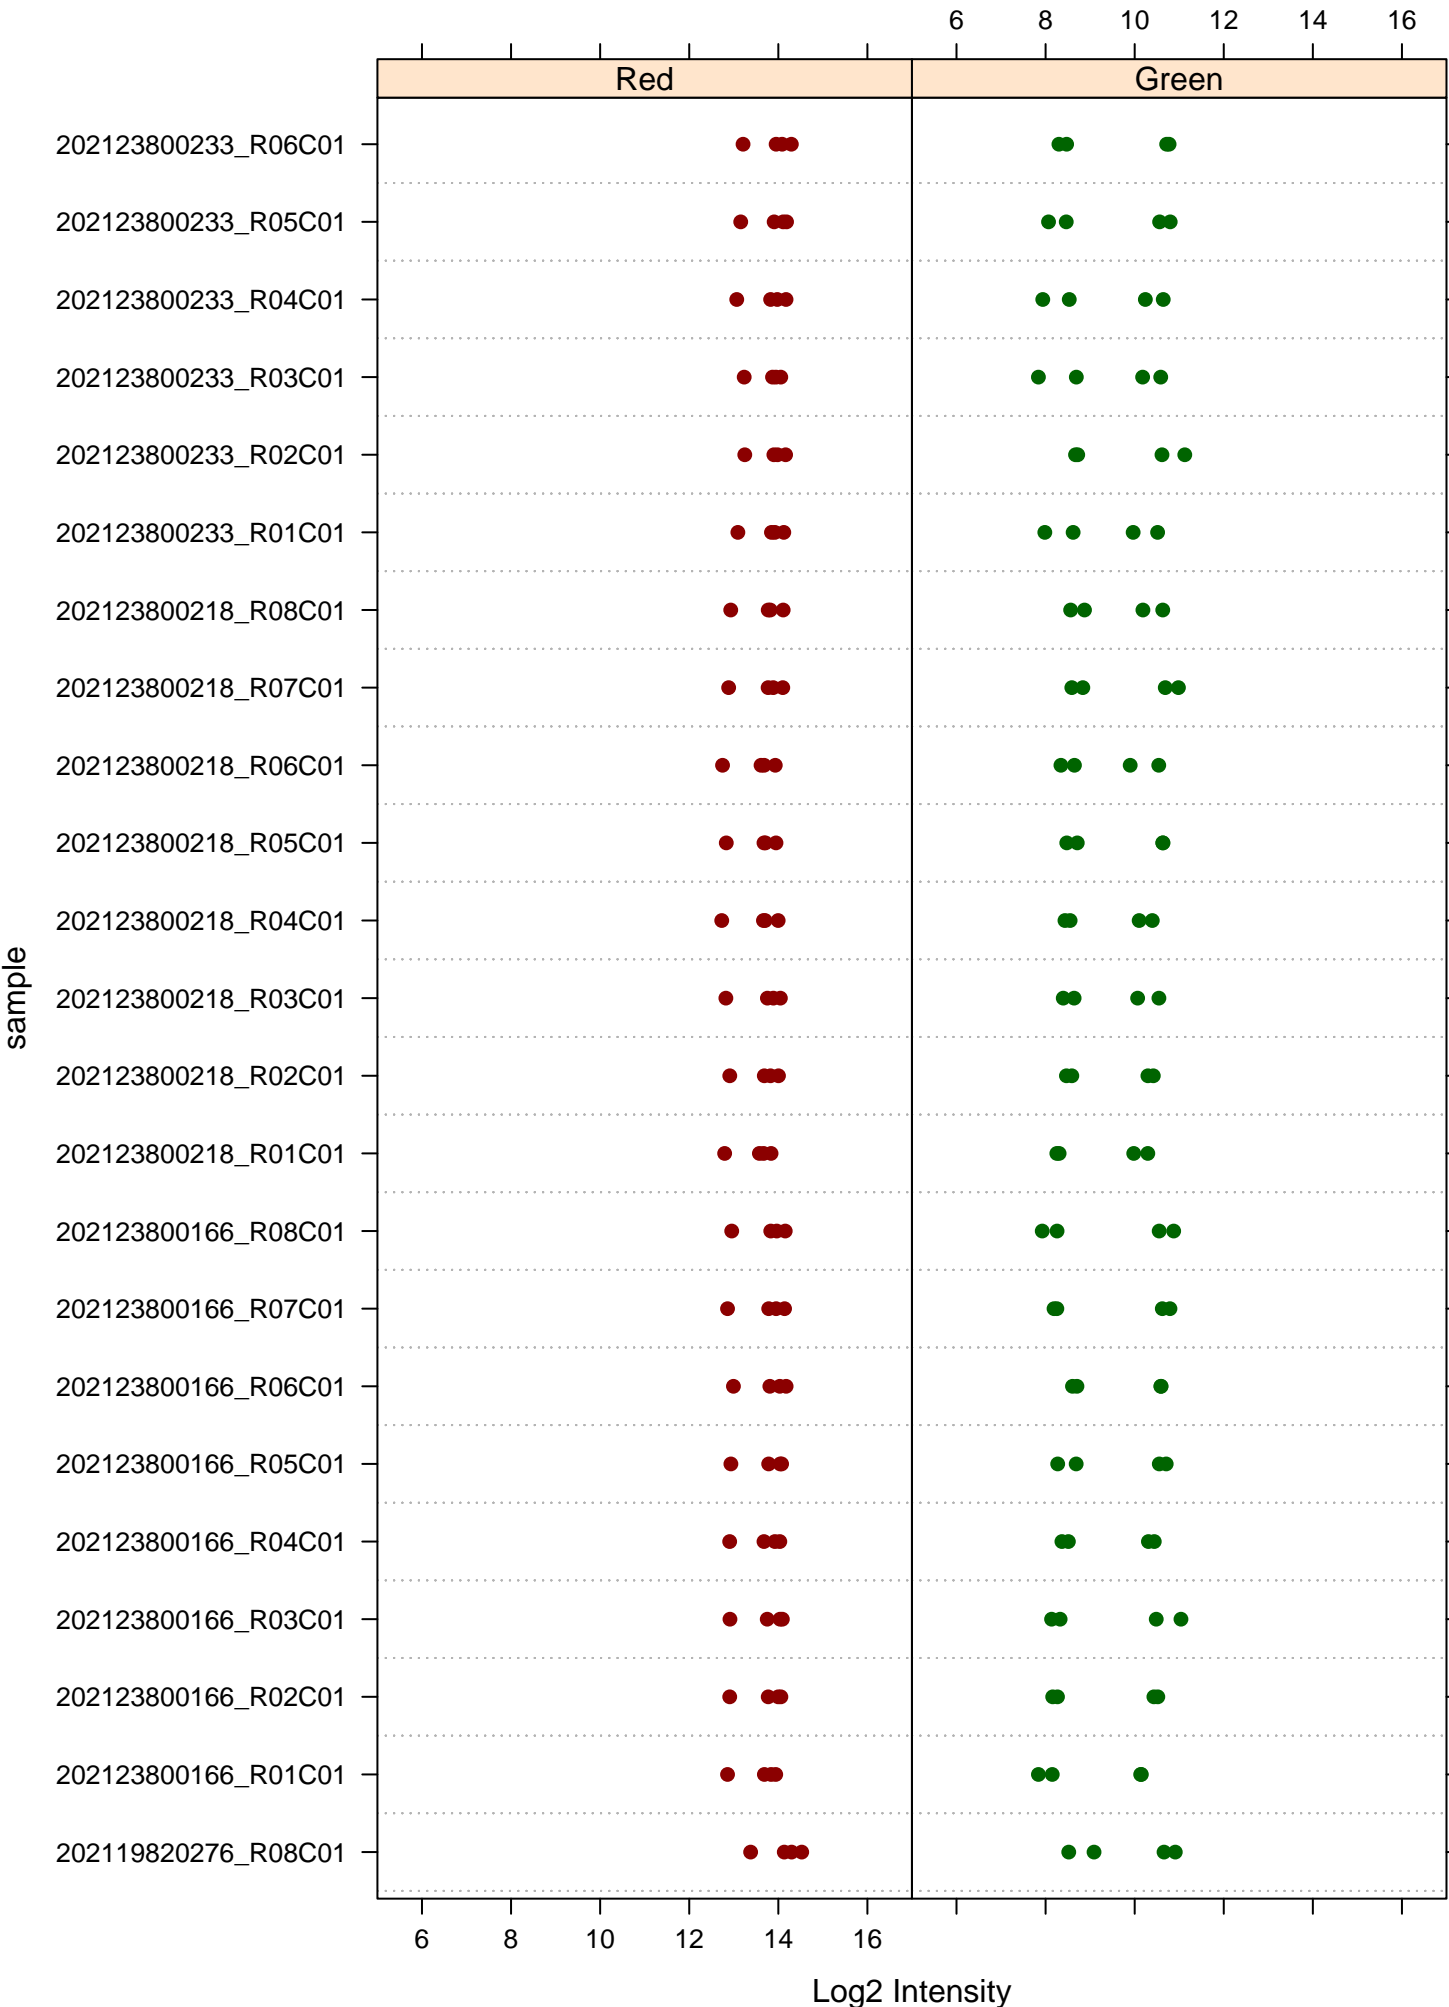 6 8 10 12 14 16
Red Green
202123800233_R06C01
202123800233_R05C01
202123800233_R04C01
202123800233_R03C01
202123800233_R02C01
202123800233_R01C01
202123800218_R08C01
202123800218_R07C01
202123800218_R06C01
202123800218_R05C01
202123800218_R04C01
202123800218_R03C01
202123800218_R02C01
202123800218_R01C01
202123800166_R08C01
202123800166_R07C01
202123800166_R06C01
202123800166_R05C01
202123800166_R04C01
202123800166_R03C01
202123800166_R02C01
202123800166_R01C01
202119820276_R08C01
sample
6 8 10 12 14 16
Log2 Intensity